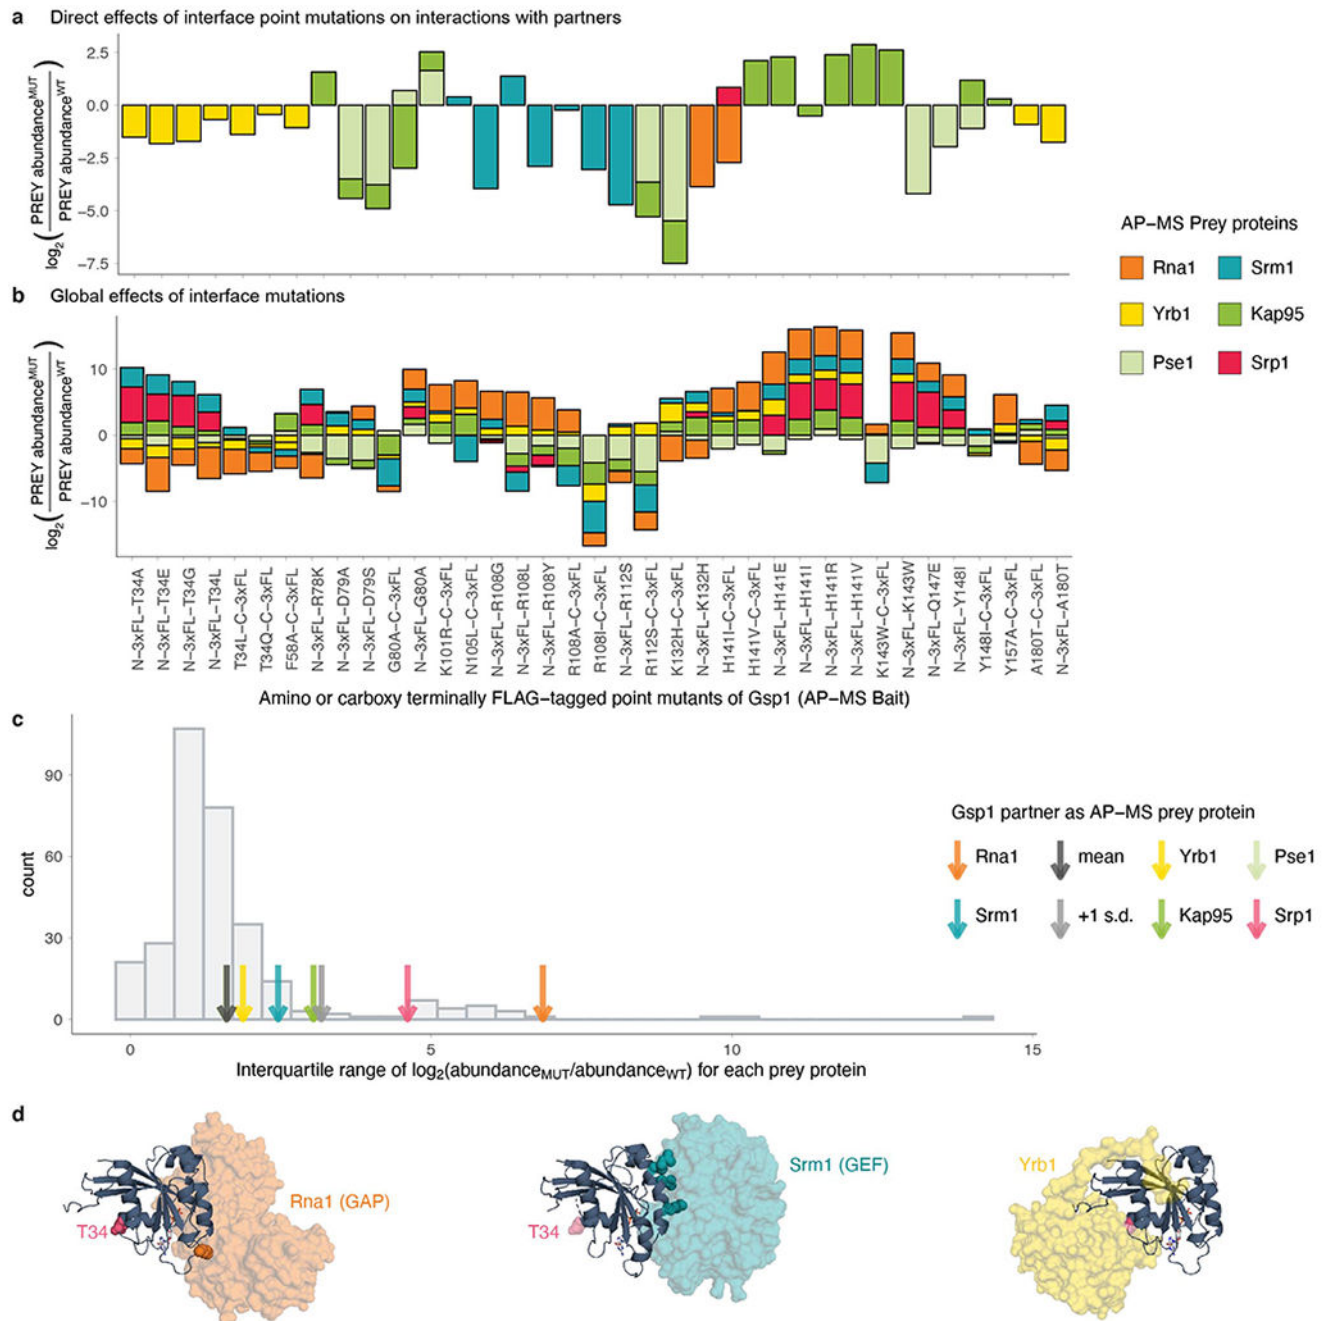 a Direct effects of interface point mutations on interactions with partners
log2( PREY abundanceMUT / PREY abundanceWT )
2.5
0.0
−2.5
−5.0
−7.5
AP−MS Prey proteins
Rna1 Srm1
Yrb1 Kap95
Pse1 Srp1
b Global effects of interface mutations
log2( PREY abundanceMUT / PREY abundanceWT )
10
0
−10
N−3xFL−T34A
N−3xFL−T34E
N−3xFL−T34G
N−3xFL−T34L
T34L−C−3xFL
T34Q−C−3xFL
F58A−C−3xFL
N−3xFL−R78K
N−3xFL−D79A
N−3xFL−D79S
G80A−C−3xFL
N−3xFL−G80A
K101R−C−3xFL
N105L−C−3xFL
N−3xFL−R108G
N−3xFL−R108L
N−3xFL−R108Y
R108A−C−3xFL
R108I−C−3xFL
N−3xFL−R112S
R112S−C−3xFL
K132H−C−3xFL
N−3xFL−K132H
H141I−C−3xFL
H141V−C−3xFL
N−3xFL−H141E
N−3xFL−H141I
N−3xFL−H141R
N−3xFL−H141V
K143W−C−3xFL
N−3xFL−K143W
N−3xFL−Q147E
N−3xFL−Y148I
Y148I−C−3xFL
Y157A−C−3xFL
A180T−C−3xFL
N−3xFL−A180T
Amino or carboxy terminally FLAG−tagged point mutants of Gsp1 (AP−MS Bait)
c
count
90
60
30
0
0 5 10 15
Interquartile range of log2(abundanceMUT/abundanceWT) for each prey protein
Gsp1 partner as AP−MS prey protein
Rna1 mean Yrb1 Pse1
Srm1 +1 s.d. Kap95 Srp1
d
T34
Rna1 (GAP)
T34
Srm1 (GEF)
Yrb1